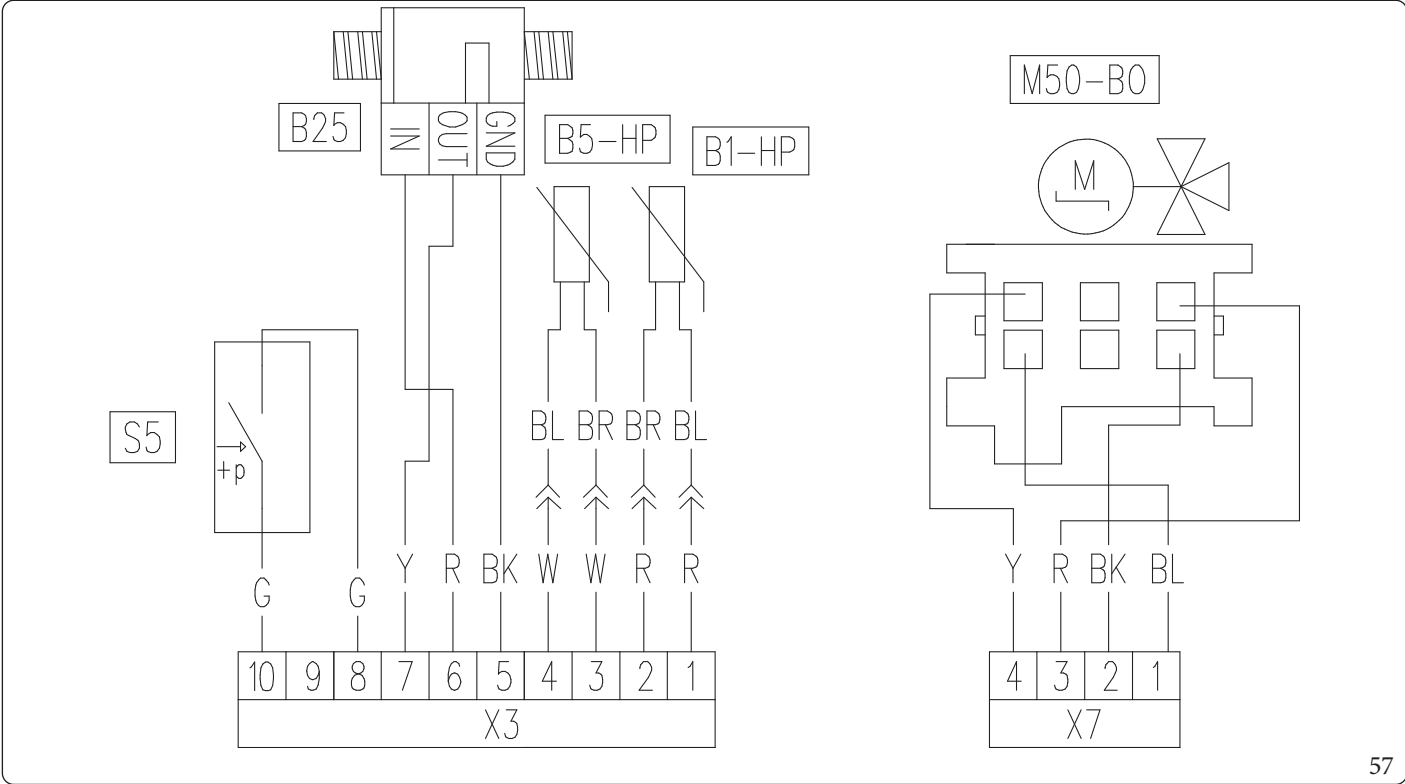 M50-B0
B25
IN OUT GND
B5-HP
B1-HP
M
S5
+p
BL BR BR BL
Y R BK W W R R
G G
Y R BK BL
10 9 8 7 6 5 4 3 2 1
X3
4 3 2 1
X7
57